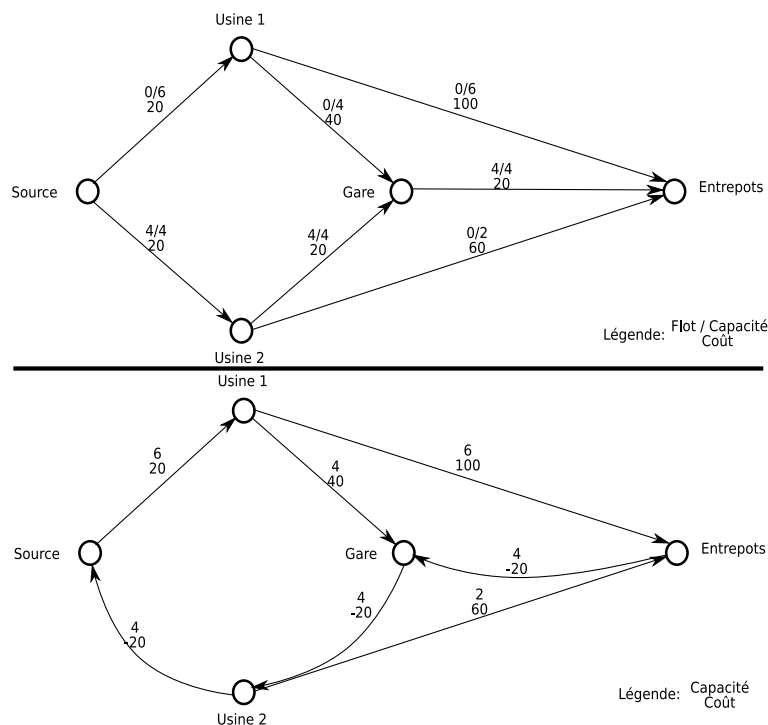 Usine 1
0/6
20
0/6
100
0/4
40
Source
Gare
4/4
20
Entrepots
4/4
20
4/4
20
0/2
60
Légende: Flot / Capacité
Coût
Usine 2
Usine 1
6
20
6
100
4
40
Source
Gare
4
-20
Entrepots
4
-20
4
-20
2
60
Légende: Capacité
Coût
Usine 2